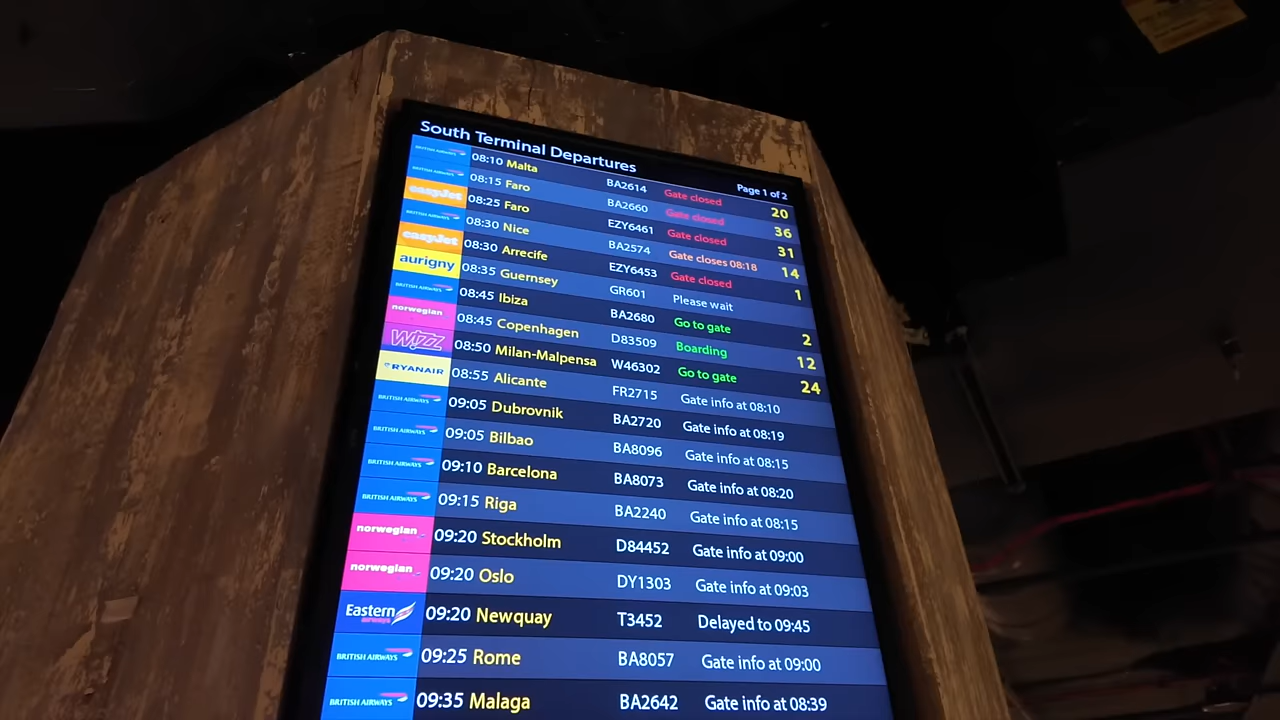 South Terminal Departures
Page 1 of 2
BRITISH AIRWAYS 08:10 Malta BA2614 Gate closed 20
BRITISH AIRWAYS 08:15 Faro BA2660 Gate closed 36
easyJet 08:25 Faro EZY6461 Gate closed 31
BRITISH AIRWAYS 08:30 Nice BA2574 Gate closes 08:18 14
easyJet 08:30 Arrecife EZY6453 Gate closed 1
aurigny 08:35 Guernsey GR601 Please wait
BRITISH AIRWAYS 08:45 Ibiza BA2680 Go to gate 2
norwegian 08:45 Copenhagen D83509 Boarding 12
WIZZ 08:50 Milan-Malpensa W46302 Go to gate 24
RYANAIR 08:55 Alicante FR2715 Gate info at 08:10
BRITISH AIRWAYS 09:05 Dubrovnik BA2720 Gate info at 08:19
BRITISH AIRWAYS 09:05 Bilbao BA8096 Gate info at 08:15
BRITISH AIRWAYS 09:10 Barcelona BA8073 Gate info at 08:20
BRITISH AIRWAYS 09:15 Riga BA2240 Gate info at 08:15
norwegian 09:20 Stockholm D84452 Gate info at 09:00
norwegian 09:20 Oslo DY1303 Gate info at 09:03
Eastern airways 09:20 Newquay T3452 Delayed to 09:45
BRITISH AIRWAYS 09:25 Rome BA8057 Gate info at 09:00
BRITISH AIRWAYS 09:35 Malaga BA2642 Gate info at 08:39